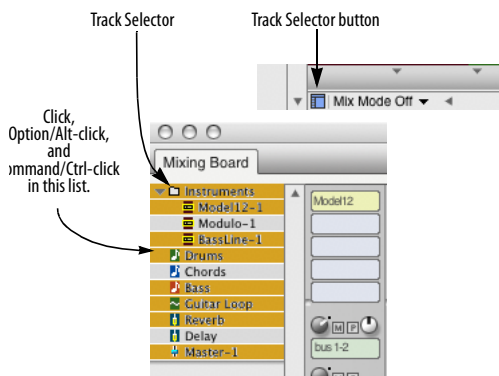 Track Selector
Track Selector button
Mix Mode Off
Click,
Option/Alt-click,
and
ommand/Ctrl-click
in this list.
Mixing Board
Instruments
Model12-1
Modulo-1
BassLine-1
Drums
Chords
Bass
Guitar Loop
Reverb
Delay
Master-1
Model12
M P
bus 1-2